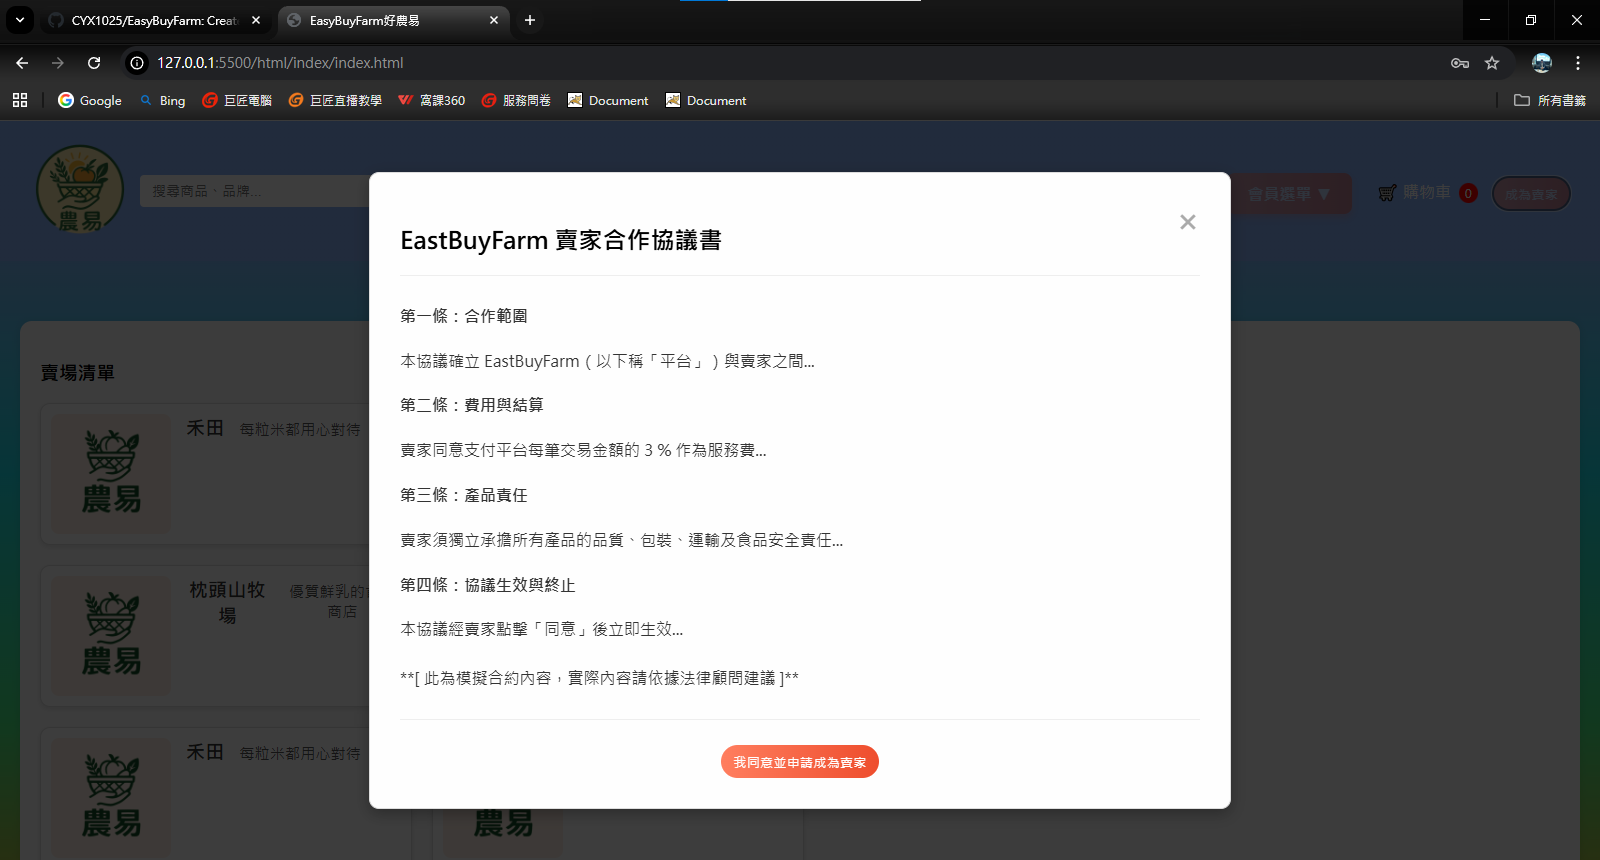 CYX1025/EasyBuyFarm: Creat
EasyBuyFarm好農易
127.0.0.1:5500/html/index/index.html
Google
Bing
巨匠電腦
巨匠直播教學
窩課360
服務問卷
Document
Document
所有書籤
農易
搜尋商品、品牌...
會員選單 ▼
購物車
0
成為賣家
EastBuyFarm 賣家合作協議書
第一條：合作範圍
本協議確立 EastBuyFarm（以下稱「平台」）與賣家之間...
第二條：費用與結算
賣家同意支付平台每筆交易金額的 3 % 作為服務費...
第三條：產品責任
賣家須獨立承擔所有產品的品質、包裝、運輸及食品安全責任...
第四條：協議生效與終止
本協議經賣家點擊「同意」後立即生效...
**[ 此為模擬合約內容，實際內容請依據法律顧問建議 ]**
我同意並申請成為賣家
賣場清單
農易
禾田
每粒米都用心對待
農易
枕頭山牧
場
優質鮮乳的
商店
農易
禾田
每粒米都用心對待
農易